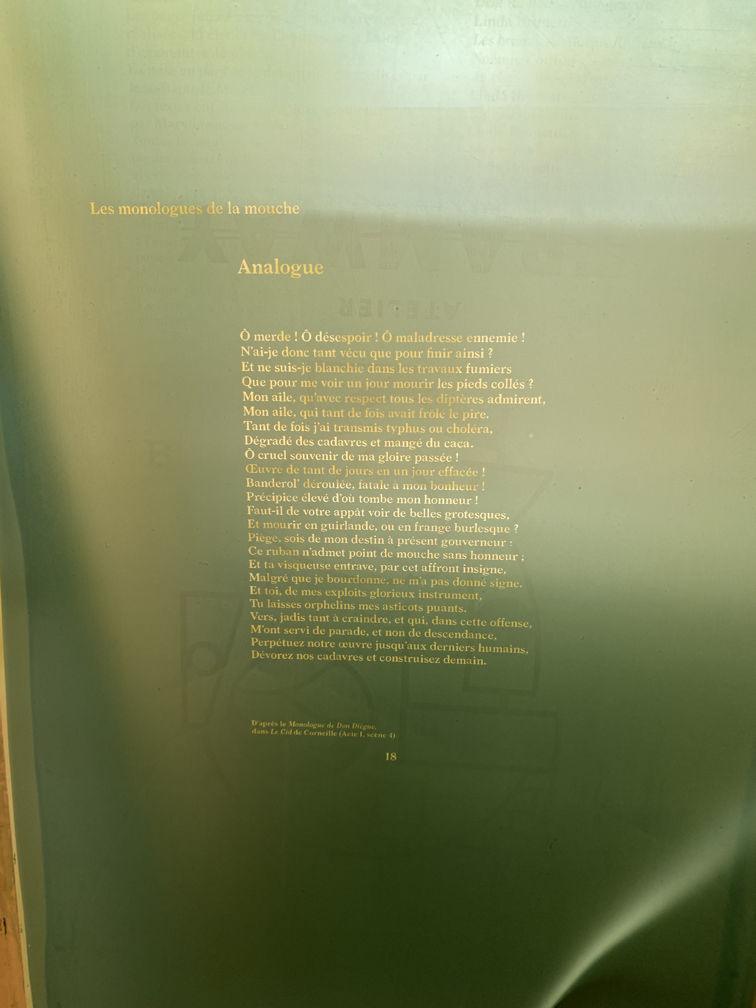 Les monologues de la mouche
Analogue
Ô merde ! Ô désespoir ! Ô maladresse ennemie !
N'ai-je donc tant vécu que pour finir ainsi ?
Et ne suis-je blanchie dans les travaux fumiers
Que pour me voir un jour mourir les pieds collés ?
Mon aile, qu'avec respect tous les diptères admirent,
Mon aile, qui tant de fois avait frôlé le pire.
Tant de fois j'ai transmis typhus ou choléra,
Dégradé des cadavres et mangé du caca.
Ô cruel souvenir de ma gloire passée !
Œuvre de tant de jours en un jour effacée !
Banderol' déroulée, fatale à mon bonheur !
Précipice élevé d'où tombe mon honneur !
Faut-il de votre appât voir de belles grotesques,
Et mourir en guirlande, ou en frange burlesque ?
Piège, sois de mon destin à présent gouverneur :
Ce ruban n'admet point de mouche sans honneur ;
Et ta visqueuse entrave, par cet affront insigne,
Malgré que je bourdonne, ne m'a pas donné signe.
Et toi, de mes exploits glorieux instrument,
Tu laisses orphelins mes asticots puants.
Vers, jadis tant à craindre, et qui, dans cette offense,
M'ont servi de parade, et non de descendance,
Perpétuez notre œuvre jusqu'aux derniers humains,
Dévorez nos cadavres et construisez demain.
D'après le Monologue de Don Diègue,
dans Le Cid de Corneille (Acte I, scène 4)
18